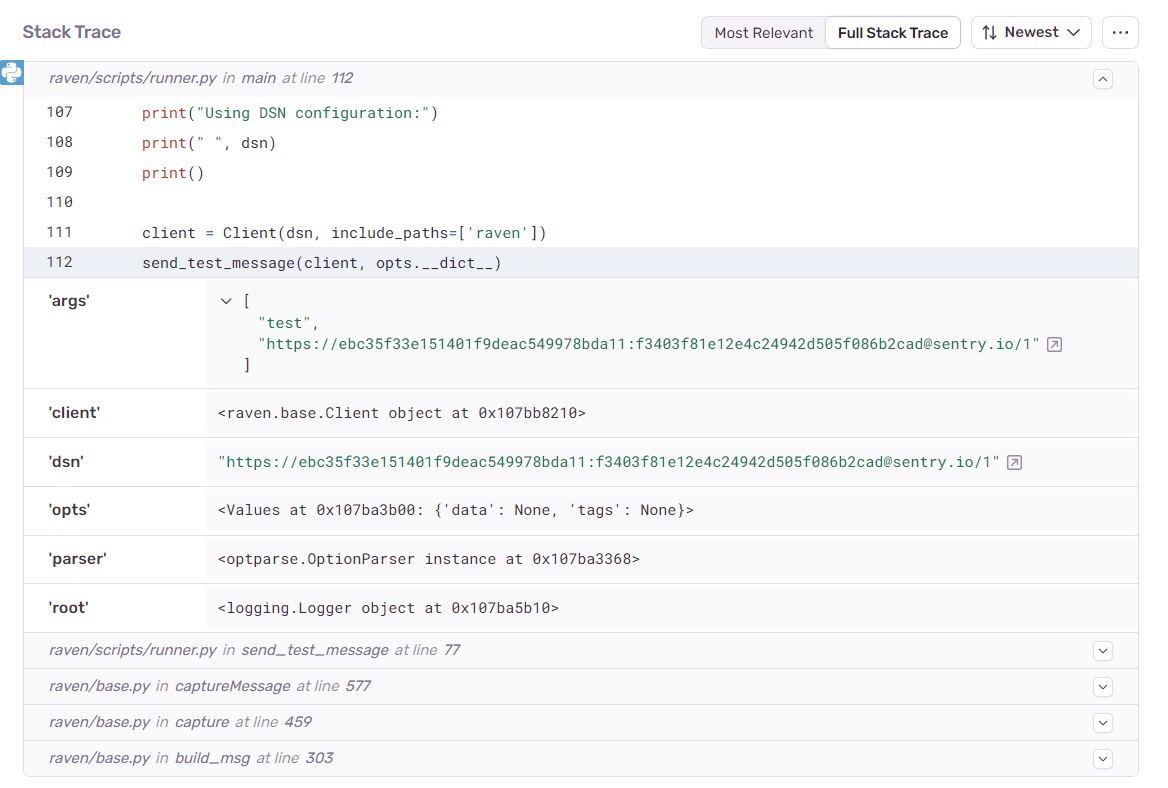 Stack Trace
Most Relevant Full Stack Trace Newest ...
raven/scripts/runner.py in main at line 112
107 print("Using DSN configuration:")
108 print(" ", dsn)
109 print()
110
111 client = Client(dsn, include_paths=['raven'])
112 send_test_message(client, opts.__dict__)
'args' [
"test",
"https://ebc35f33e151401f9deac549978bda11:f3403f81e12e4c24942d505f086b2cad@sentry.io/1"
]
'client' <raven.base.Client object at 0x107bb8210>
'dsn' "https://ebc35f33e151401f9deac549978bda11:f3403f81e12e4c24942d505f086b2cad@sentry.io/1"
'opts' <Values at 0x107ba3b00: {'data': None, 'tags': None}>
'parser' <optparse.OptionParser instance at 0x107ba3368>
'root' <logging.Logger object at 0x107ba5b10>
raven/scripts/runner.py in send_test_message at line 77
raven/base.py in captureMessage at line 577
raven/base.py in capture at line 459
raven/base.py in build_msg at line 303